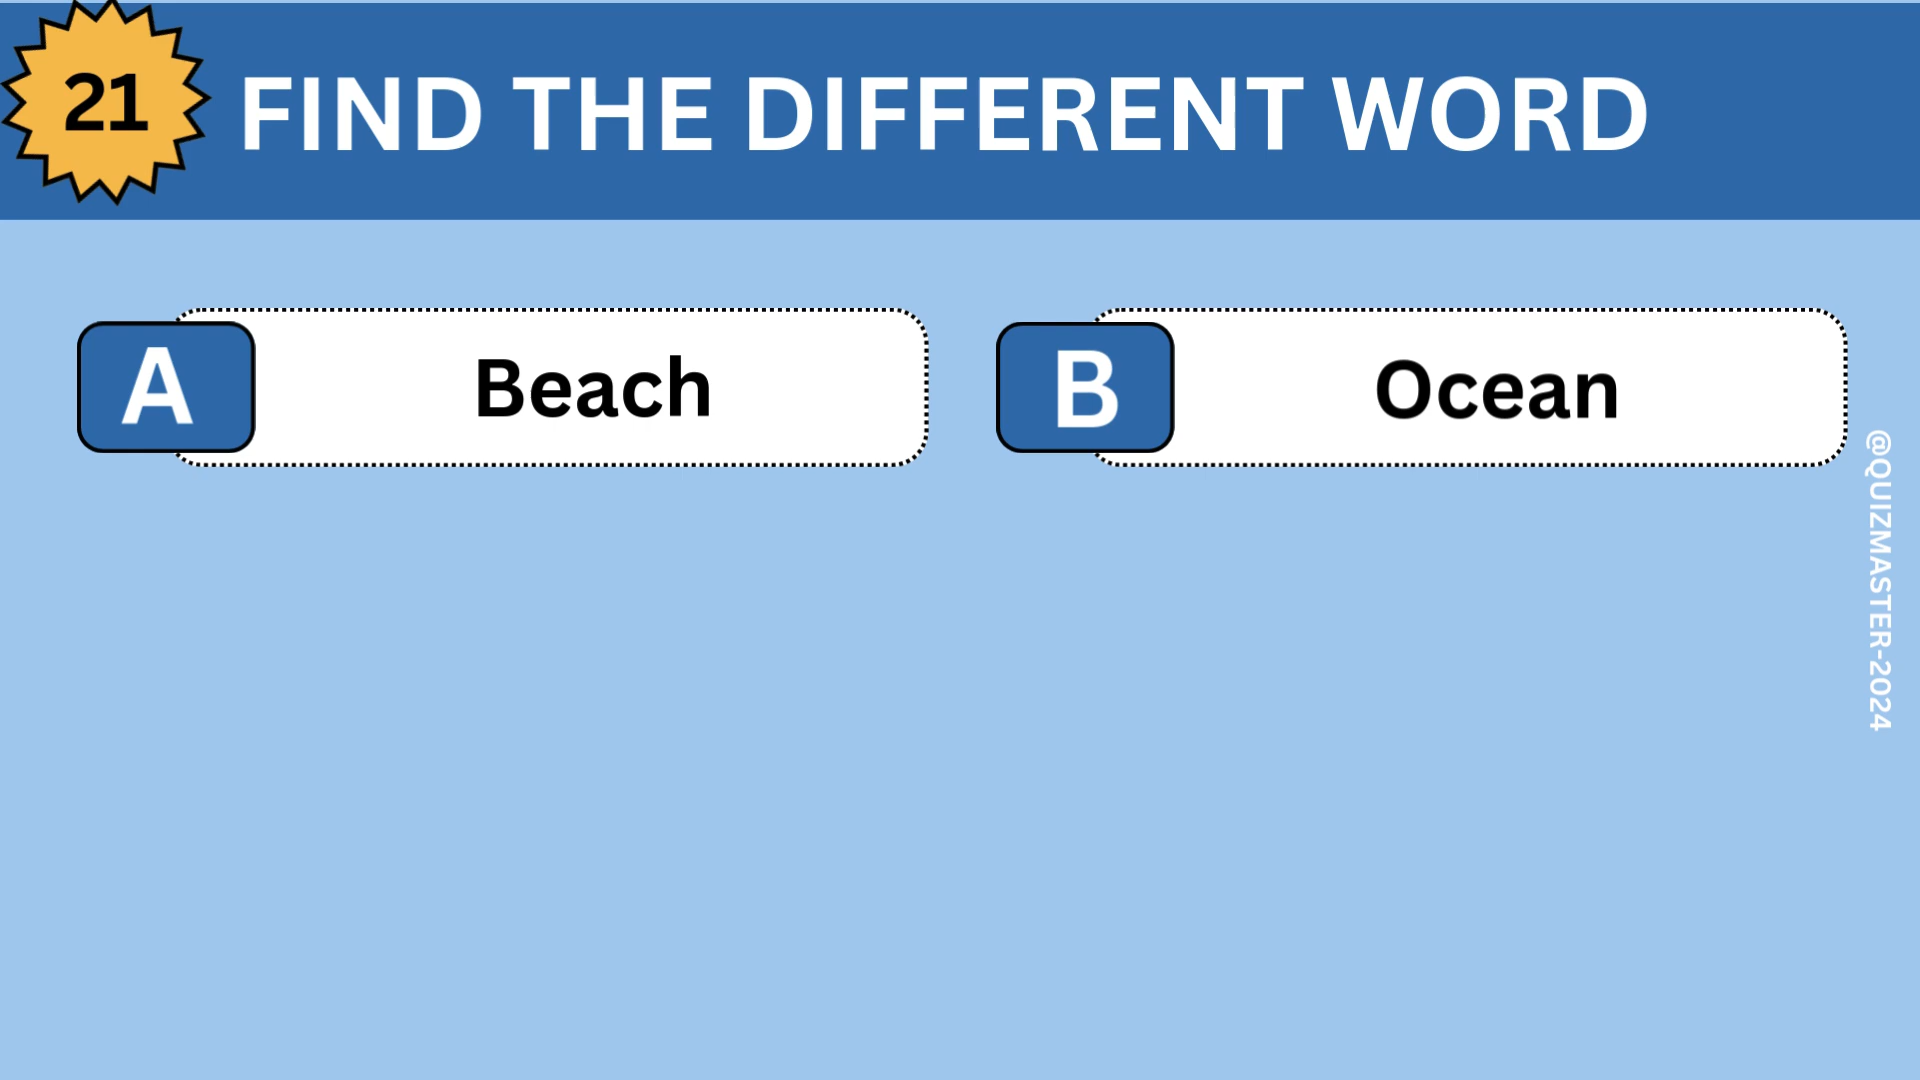 21
FIND THE DIFFERENT WORD
A
Beach
B
Ocean
@QUIZMASTER-2024